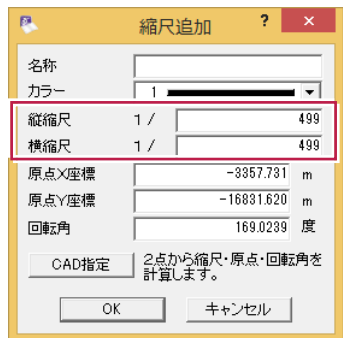 縮尺追加 ? ×
名称
カラー 1
縦縮尺 1 / 499
横縮尺 1 / 499
原点X座標 -3357.731 m
原点Y座標 -16831.620 m
回転角 169.0239 度
CAD指定 2点から縮尺・原点・回転角を
計算します。
OK キャンセル